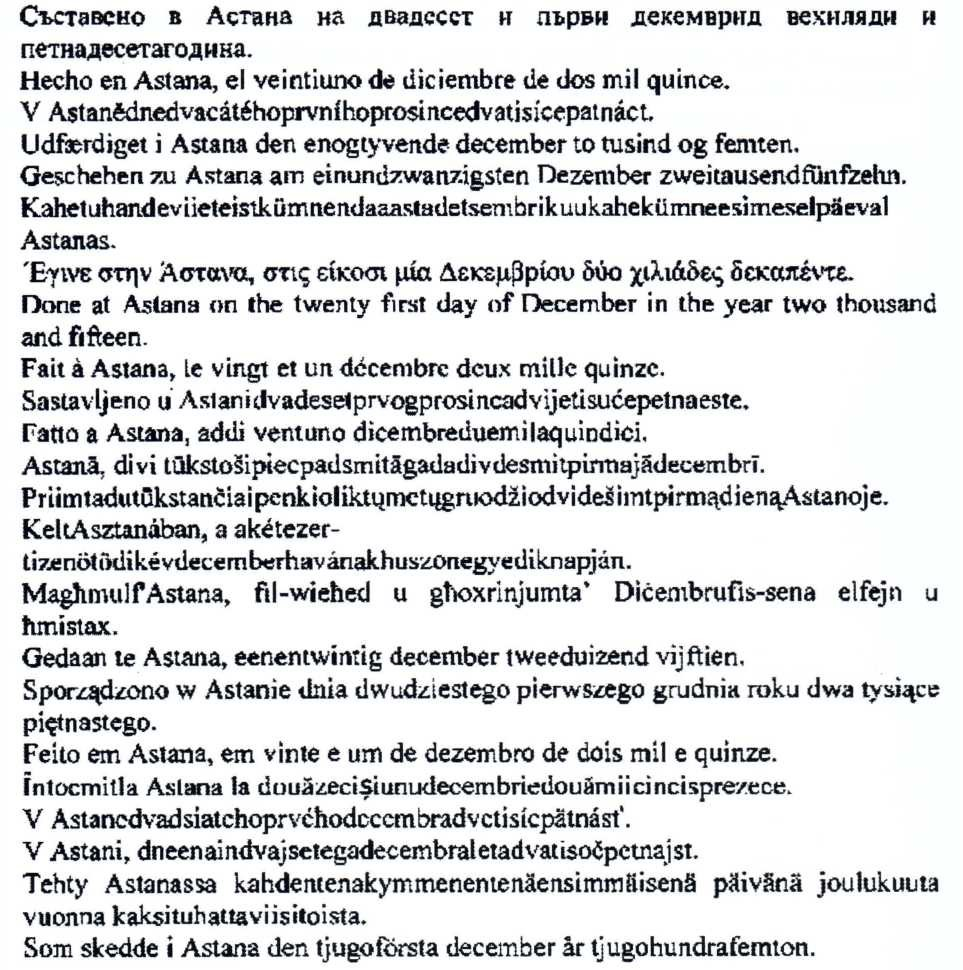 Съставено в Астана на двадесет и първи декември д вехиляди и
петнадесетагодина.
Hecho en Astana, el veintiuno de diciembre de dos mil quince.
V Astanědnedvacátéhoprvníhoprosincedvatisícepatnáct.
Udfærdiget i Astana den enogtyvende december to tusind og femten.
Geschehen zu Astana am einundzwanzigsten Dezember zweitausendfünfzehn.
Kahetuhandeviieteistkümnendaaastadetsembrikuukahekümneesimeselpäeval
Astanas.
Έγινε στην Άστανα, στις είκοσι μία Δεκεμβρίου δύο χιλιάδες δεκαπέντε.
Done at Astana on the twenty first day of December in the year two thousand
and fifteen.
Fait à Astana, le vingt et un décembre deux mille quinze.
Sastavljeno u Astanidvadesetprvogprosincadvijetisućepetnaeste.
Fatto a Astana, addi ventuno dicembreduemilaquindici.
Astanā, divi tūkstošipiecpadsmitāgadadivdesmitpirmajādecembrī.
Priimtadutūkstančiaipenkioliktųmetųgruodžiodvidešimtpirmądieną Astanoje.
KeltAsztanában, a akétezer-
tizenötödikévdecemberhavánakhuszonegyediknapján.
Magħmulf'Astana, fil-wieħed u għoxrinjumta' Diċembrufis-sena elfejn u
ħmistax.
Gedaan te Astana, eenentwintig december tweeduizend vijftien.
Sporządzono w Astanie dnia dwudziestego pierwszego grudnia roku dwa tysiące
piętnastego.
Feito em Astana, em vinte e um de dezembro de dois mil e quinze.
Întocmitla Astana la douăzecişiunudecembriedouămiicincisprezece.
V Astanedvadsiatehoprvéhodecembradvetisícpätnásť.
V Astani, dneenaindvajsetegadecembraletadvatisočpetnajst.
Tehty Astanassa kahdentenakymmenentenäensimmäisenä päivänä joulukuuta
vuonna kaksituhattaviisitoista.
Som skedde i Astana den tjugoförsta december år tjugohundrafemton.